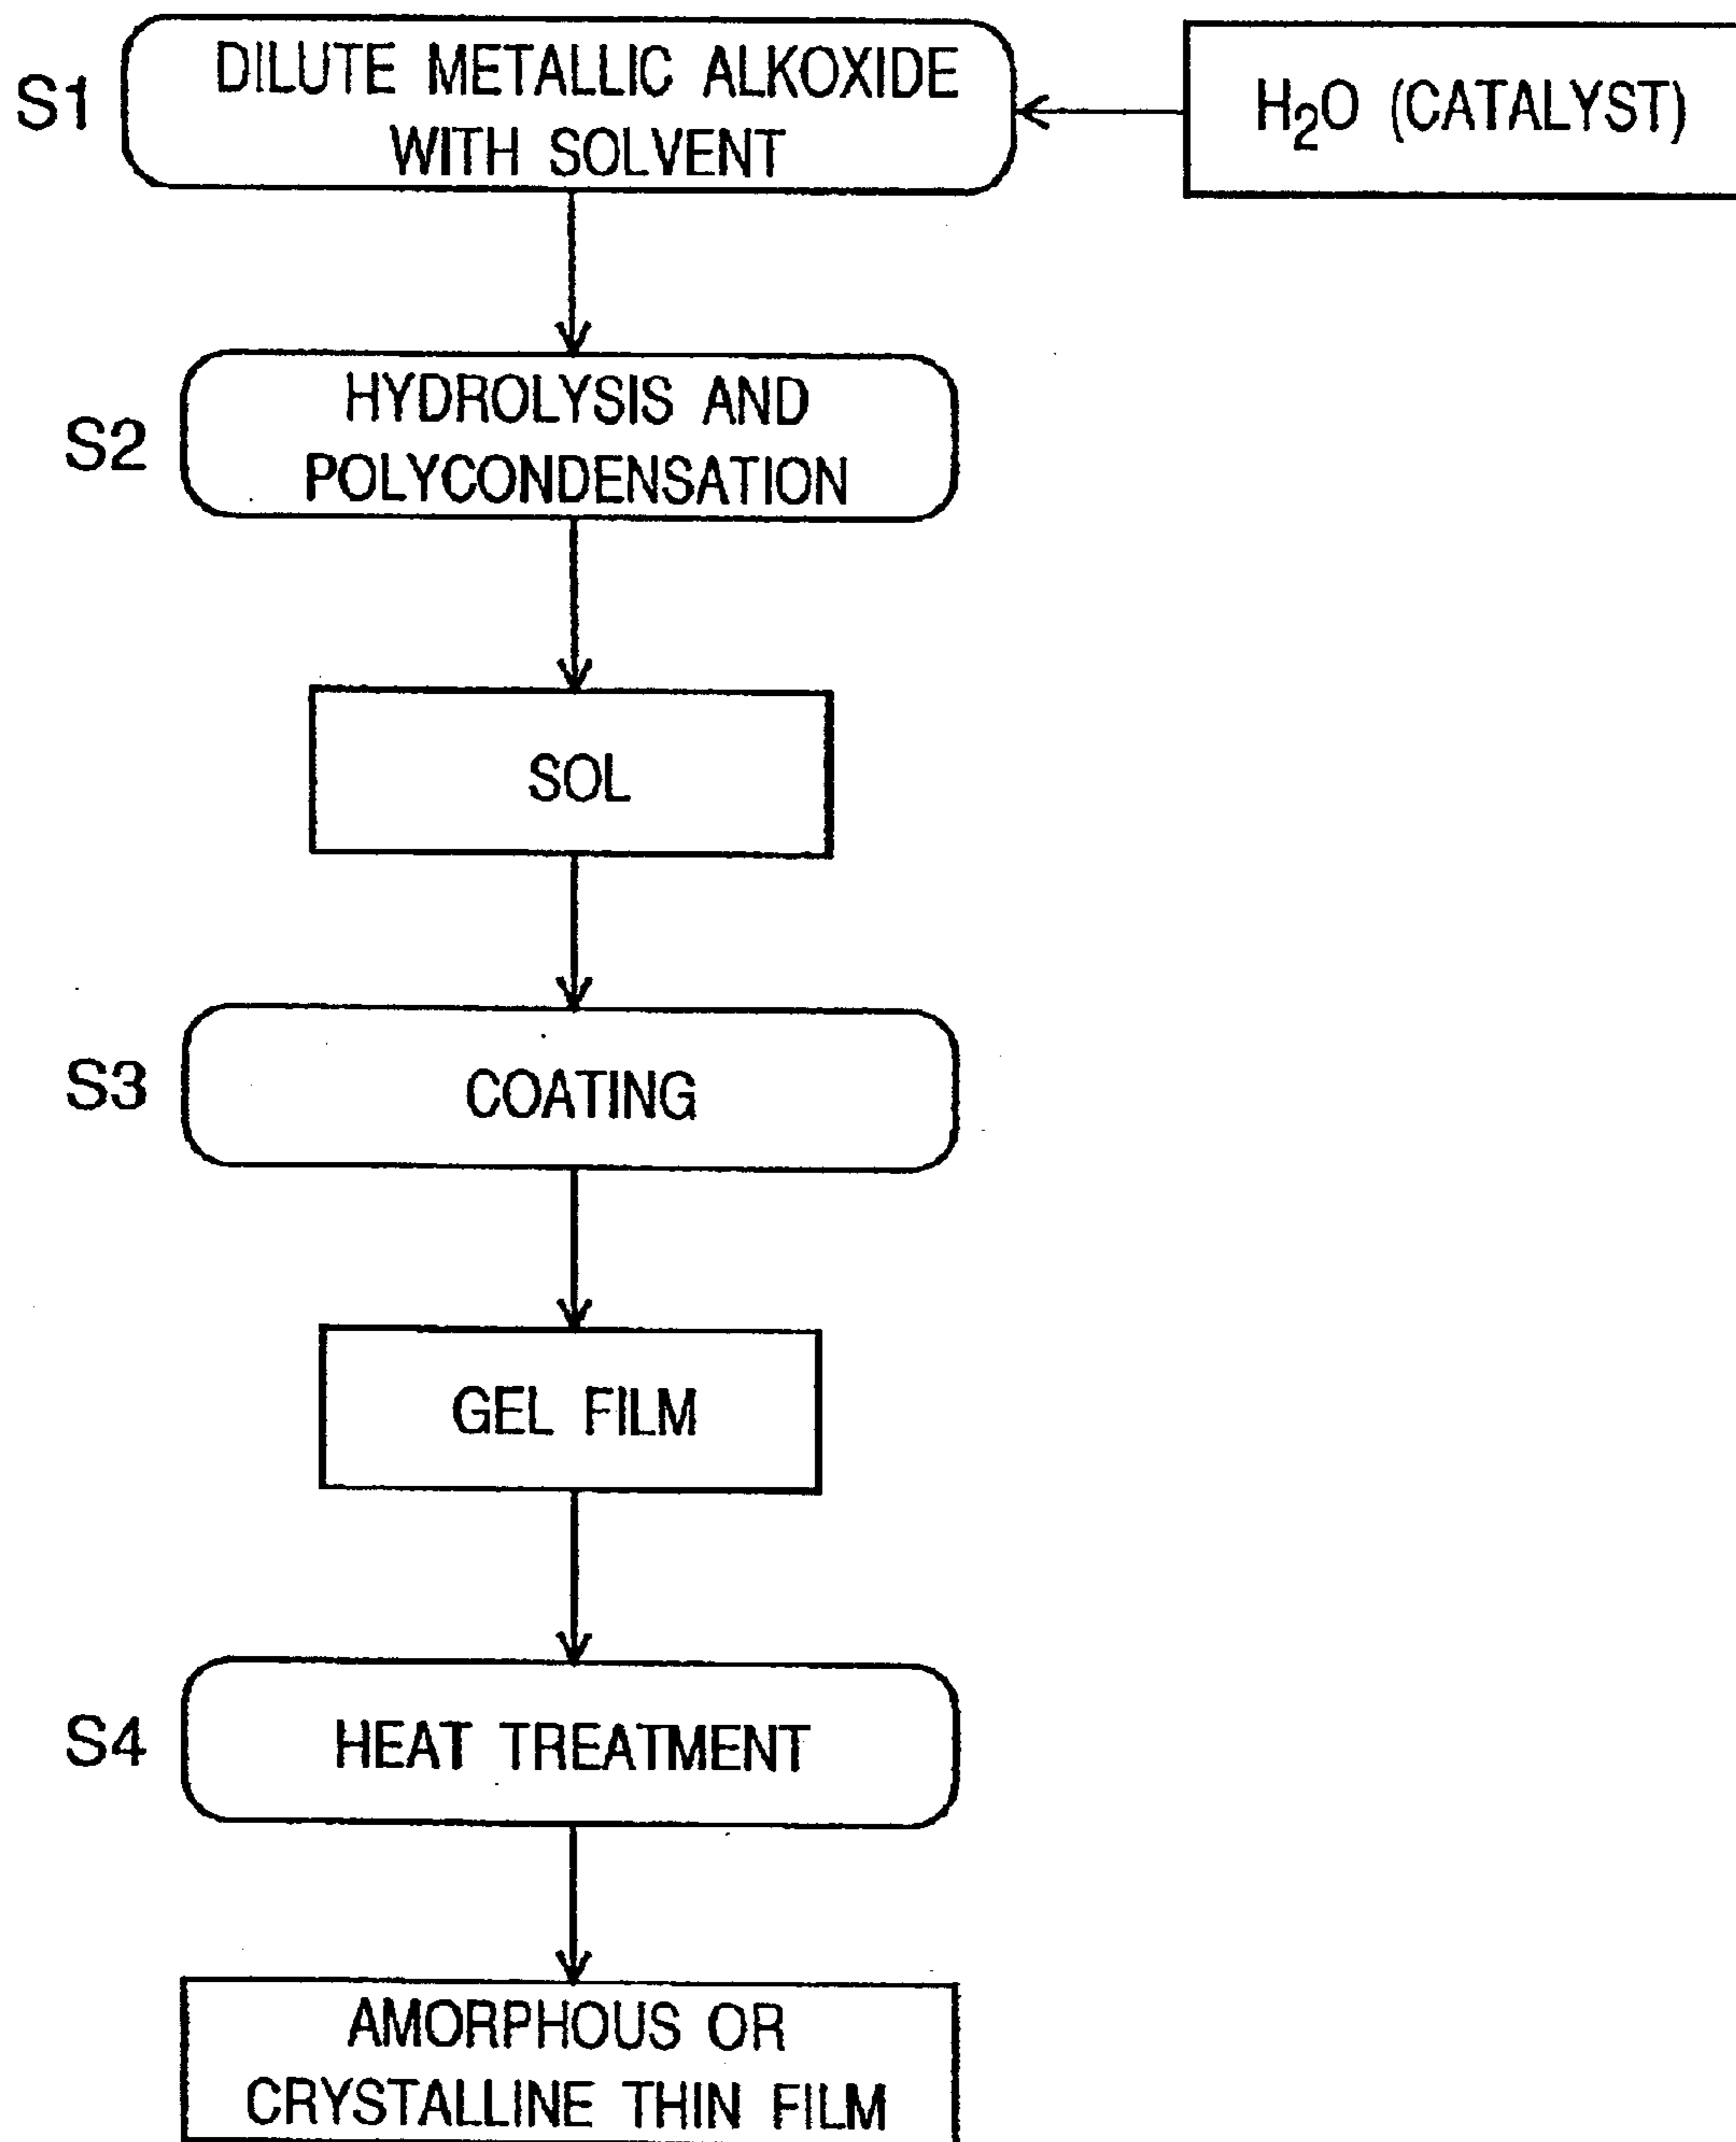 S1
DILUTE METALLIC ALKOXIDE
WITH SOLVENT
H₂O (CATALYST)
S2
HYDROLYSIS AND
POLYCONDENSATION
SOL
S3
COATING
GEL FILM
S4
HEAT TREATMENT
AMORPHOUS OR
CRYSTALLINE THIN FILM